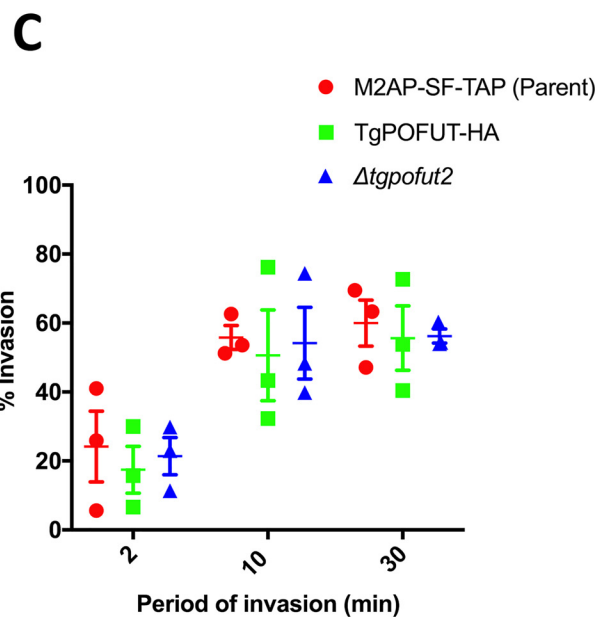 C
M2AP-SF-TAP (Parent)
TgPOFUT-HA
Δtgpofut2
100
80
60
40
20
0
% Invasion
2
10
30
Period of invasion (min)